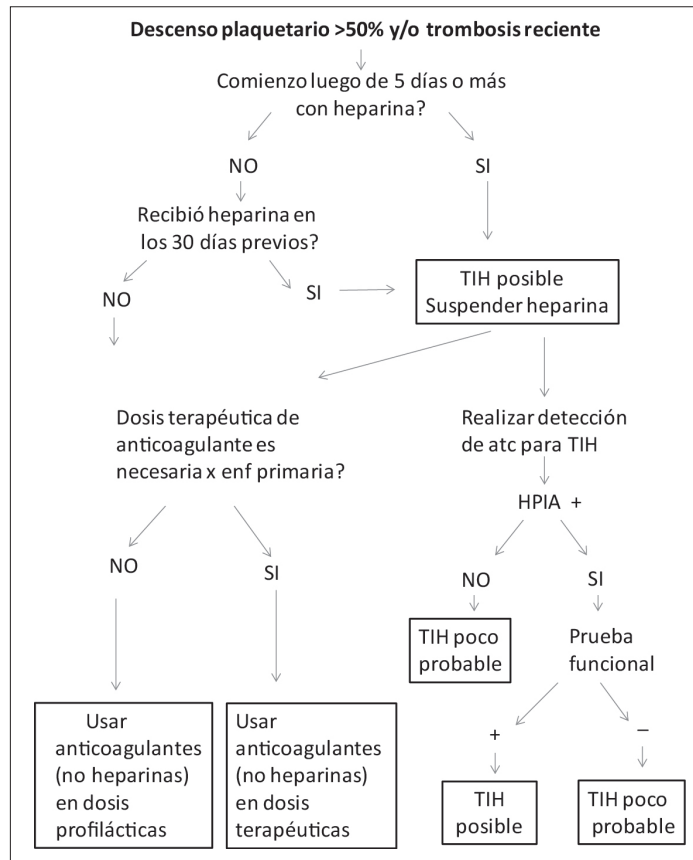 Descenso plaquetario >50% y/o trombosis reciente
Comienzo luego de 5 días o más
con heparina?
NO
SI
Recibió heparina en
los 30 días previos?
NO
SI
TIH posible
Suspender heparina
Dosis terapéutica de
anticoagulante es
necesaria x enf primaria?
Realizar detección
de atc para TIH
HPIA +
NO
SI
NO
SI
TIH poco
probable
Prueba
funcional
Usar
anticoagulantes
(no heparinas)
en dosis
profilácticas
Usar
anticoagulantes
(no heparinas)
en dosis
terapéuticas
+
–
TIH
posible
TIH poco
probable